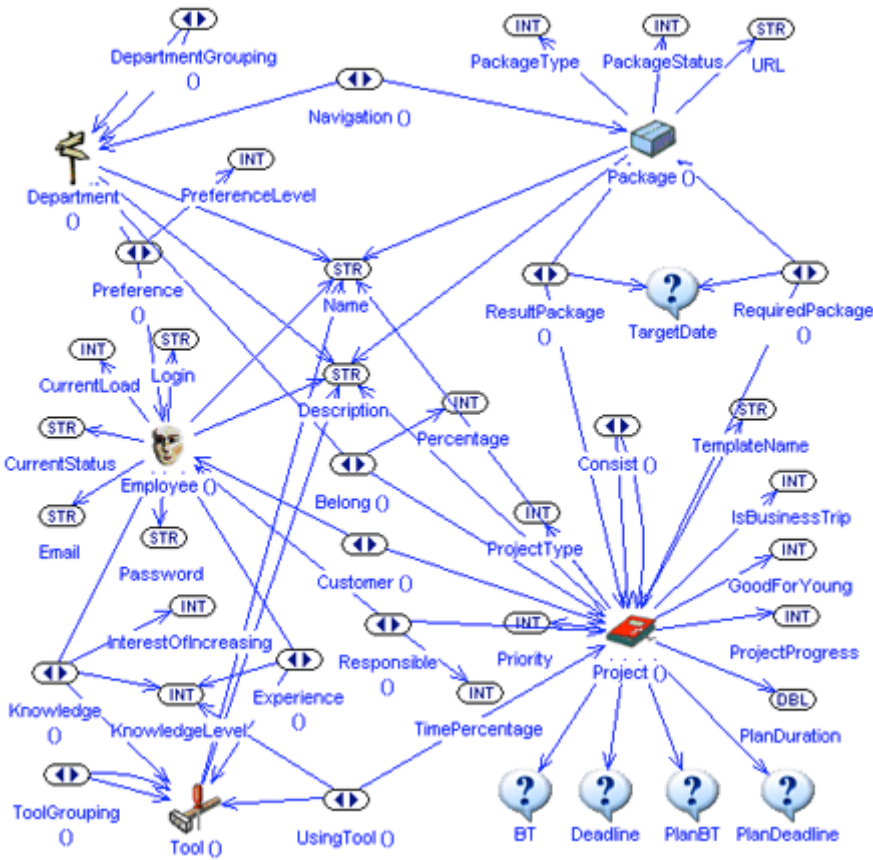 DepartmentGrouping
()
INT
PackageType
INT
PackageStatus
STR
URL
Navigation ()
Department
()
INT
PreferenceLevel
Package ()
Preference
()
STR
Name
ResultPackage
()
?
TargetDate
RequiredPackage
()
INT
CurrentLoad
STR
Login
STR
Description
INT
Percentage
STR
TemplateName
STR
CurrentStatus
Employee ()
Belong ()
Consist ()
INT
IsBusinessTrip
STR
Email
STR
Password
INT
ProjectType
Customer ()
INT
GoodForYoung
INT
InterestOfIncreasing
Responsible
()
INT
Priority
Project ()
INT
ProjectProgress
Knowledge
()
INT
KnowledgeLevel
Experience
()
INT
TimePercentage
DBL
PlanDuration
ToolGrouping
()
Tool ()
UsingTool ()
?
BT
?
Deadline
?
PlanBT
?
PlanDeadline